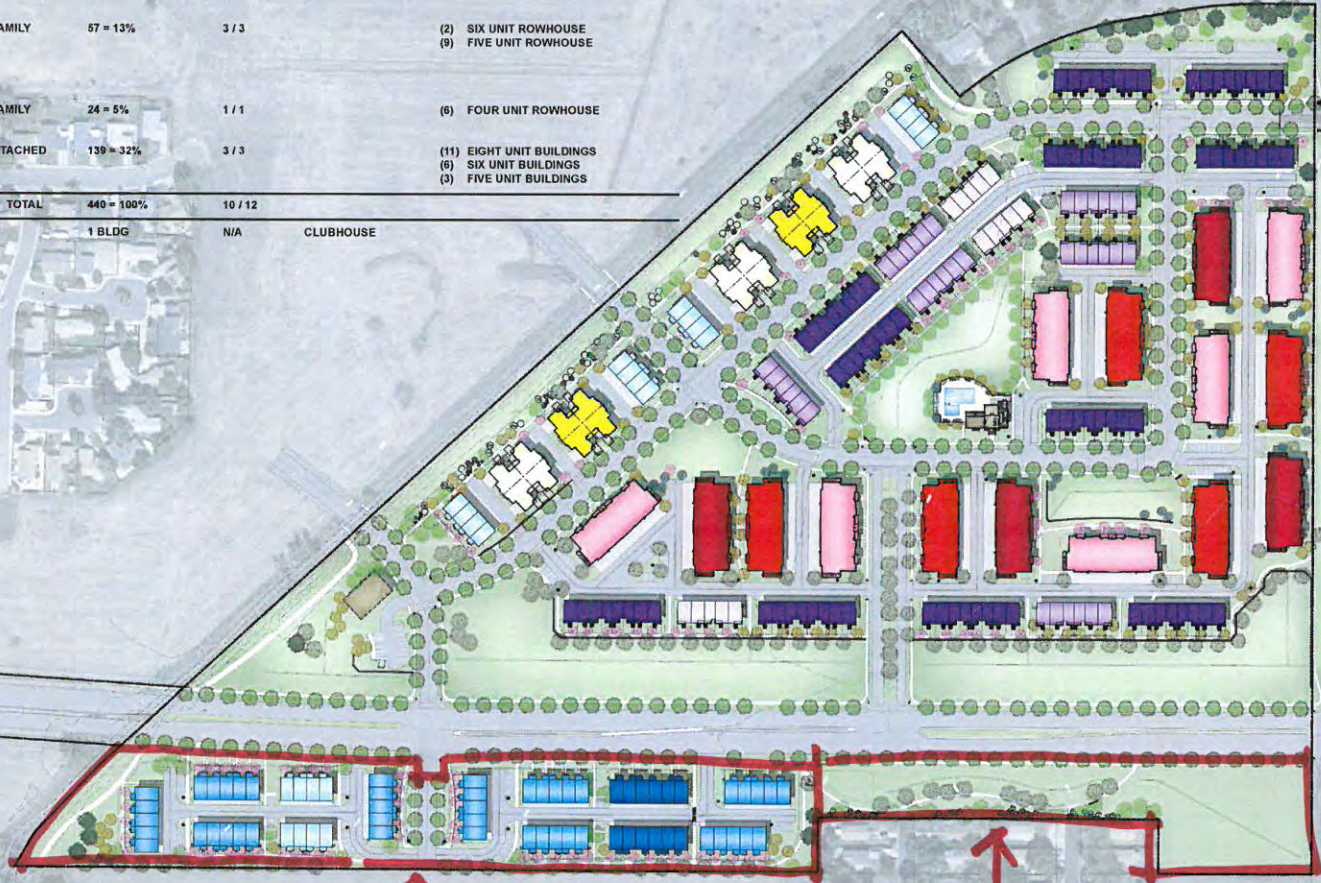 AMILY 57 = 13% 3 / 3 (2) SIX UNIT ROWHOUSE
(9) FIVE UNIT ROWHOUSE
AMILY 24 = 5% 1 / 1 (6) FOUR UNIT ROWHOUSE
TACHED 139 = 32% 3 / 3 (11) EIGHT UNIT BUILDINGS
(6) SIX UNIT BUILDINGS
(3) FIVE UNIT BUILDINGS
TOTAL 440 = 100% 10 / 12
1 BLDG N/A CLUBHOUSE